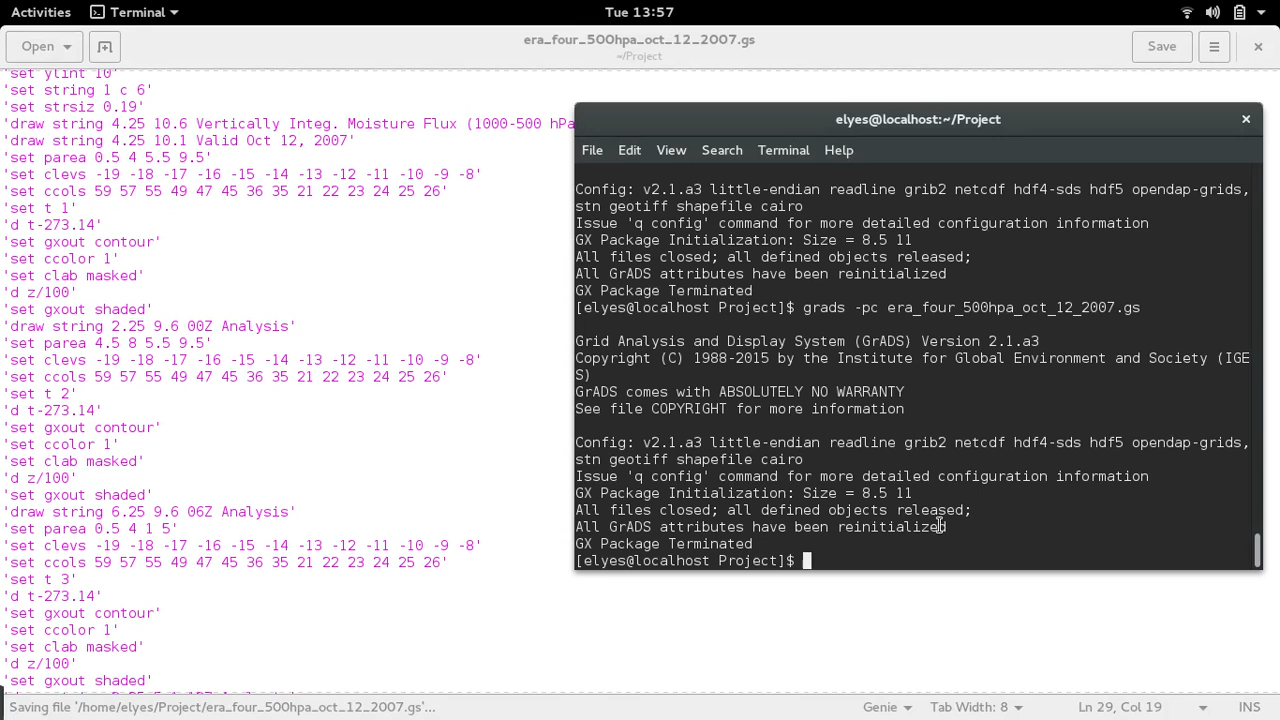 Activities Terminal Tue 13:57
Open era_four_500hpa_oct_12_2007.gs Save
~/Project
'set ylint 10'
'set string 1 c 6'
'set strsiz 0.19'
'draw string 4.25 10.6 Vertically Integ. Moisture Flux (1000-500 hPa
'draw string 4.25 10.1 Valid Oct 12, 2007'
'set parea 0.5 4 5.5 9.5'
'set clevs -19 -18 -17 -16 -15 -14 -13 -12 -11 -10 -9 -8'
'set ccols 59 57 55 49 47 45 36 35 21 22 23 24 25 26'
'set t 1'
'd t-273.14'
'set gxout contour'
'set ccolor 1'
'set clab masked'
'd z/100'
'set gxout shaded'
'draw string 2.25 9.6 00Z Analysis'
'set parea 4.5 8 5.5 9.5'
'set clevs -19 -18 -17 -16 -15 -14 -13 -12 -11 -10 -9 -8'
'set ccols 59 57 55 49 47 45 36 35 21 22 23 24 25 26'
'set t 2'
'd t-273.14'
'set gxout contour'
'set ccolor 1'
'set clab masked'
'd z/100'
'set gxout shaded'
'draw string 6.25 9.6 06Z Analysis'
'set parea 0.5 4 1 5'
'set clevs -19 -18 -17 -16 -15 -14 -13 -12 -11 -10 -9 -8'
'set ccols 59 57 55 49 47 45 36 35 21 22 23 24 25 26'
'set t 3'
'd t-273.14'
'set gxout contour'
'set ccolor 1'
'set clab masked'
'd z/100'
'set gxout shaded'
elyes@localhost:~/Project
File Edit View Search Terminal Help
Config: v2.1.a3 little-endian readline grib2 netcdf hdf4-sds hdf5 opendap-grids,
stn geotiff shapefile cairo
Issue 'q config' command for more detailed configuration information
GX Package Initialization: Size = 8.5 11
All files closed; all defined objects released;
All GrADS attributes have been reinitialized
GX Package Terminated
[elyes@localhost Project]$ grads -pc era_four_500hpa_oct_12_2007.gs
Grid Analysis and Display System (GrADS) Version 2.1.a3
Copyright (C) 1988-2015 by the Institute for Global Environment and Society (IGE
S)
GrADS comes with ABSOLUTELY NO WARRANTY
See file COPYRIGHT for more information
Config: v2.1.a3 little-endian readline grib2 netcdf hdf4-sds hdf5 opendap-grids,
stn geotiff shapefile cairo
Issue 'q config' command for more detailed configuration information
GX Package Initialization: Size = 8.5 11
All files closed; all defined objects released;
All GrADS attributes have been reinitialized
GX Package Terminated
[elyes@localhost Project]$
Saving file '/home/elyes/Project/era_four_500hpa_oct_12_2007.gs'... Genie Tab Width: 8 Ln 29, Col 19 INS